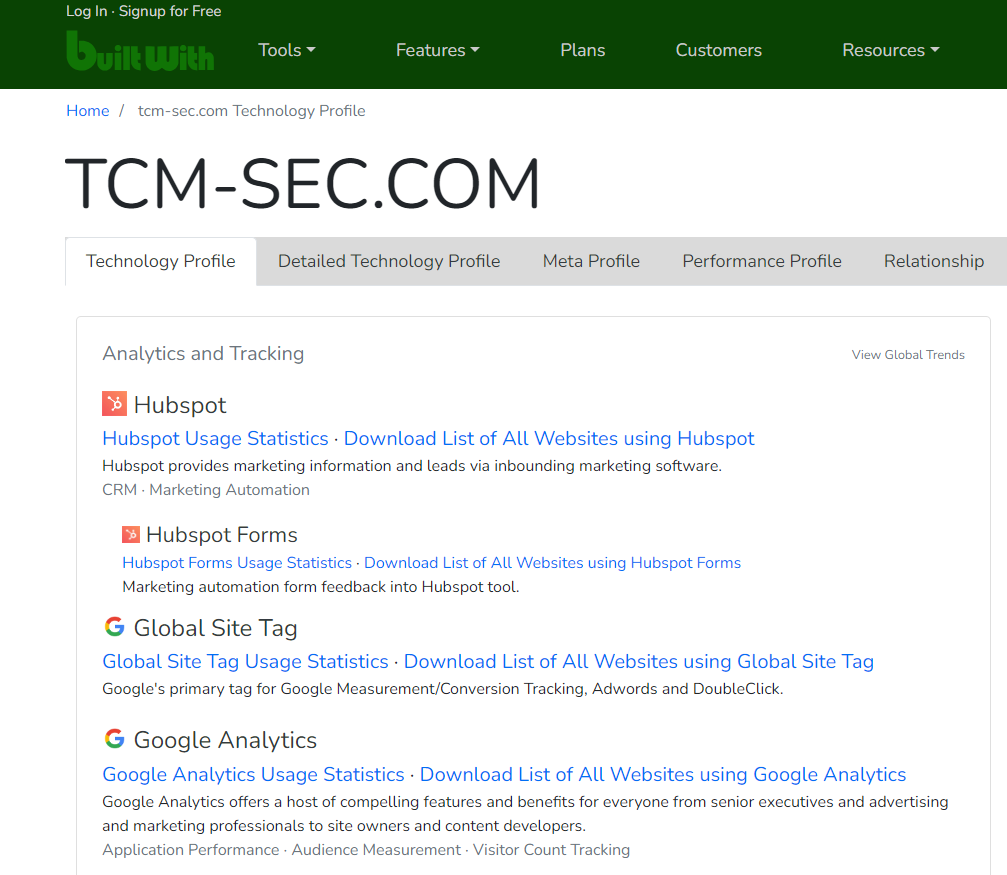 Log In · Signup for Free
built with
Tools Features Plans Customers Resources
Home / tcm-sec.com Technology Profile
TCM-SEC.COM
Technology Profile Detailed Technology Profile Meta Profile Performance Profile Relationship
Analytics and Tracking View Global Trends
Hubspot
Hubspot Usage Statistics · Download List of All Websites using Hubspot
Hubspot provides marketing information and leads via inbounding marketing software.
CRM · Marketing Automation
Hubspot Forms
Hubspot Forms Usage Statistics · Download List of All Websites using Hubspot Forms
Marketing automation form feedback into Hubspot tool.
Global Site Tag
Global Site Tag Usage Statistics · Download List of All Websites using Global Site Tag
Google's primary tag for Google Measurement/Conversion Tracking, Adwords and DoubleClick.
Google Analytics
Google Analytics Usage Statistics · Download List of All Websites using Google Analytics
Google Analytics offers a host of compelling features and benefits for everyone from senior executives and advertising
and marketing professionals to site owners and content developers.
Application Performance · Audience Measurement · Visitor Count Tracking